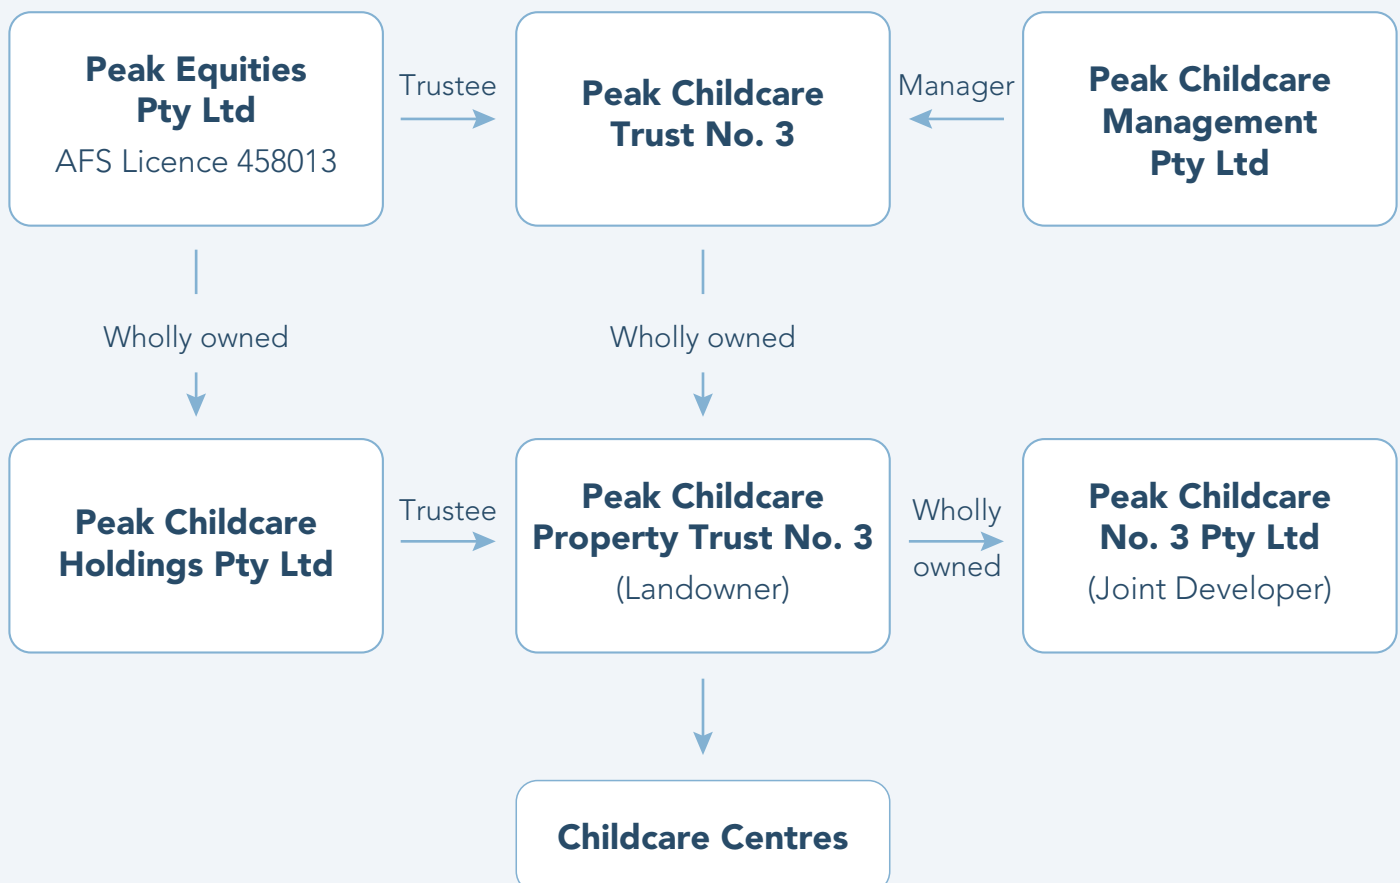 Peak Equities
Pty Ltd
AFS Licence 458013
Trustee
Peak Childcare
Trust No. 3
Manager
Peak Childcare
Management
Pty Ltd
Wholly owned
Wholly owned
Peak Childcare
Holdings Pty Ltd
Trustee
Peak Childcare
Property Trust No. 3
(Landowner)
Wholly
owned
Peak Childcare
No. 3 Pty Ltd
(Joint Developer)
Childcare Centres